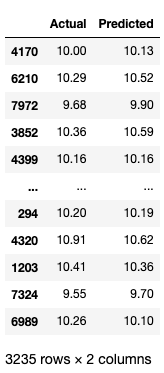 Actual Predicted
4170 10.00 10.13
6210 10.29 10.52
7972 9.68 9.90
3852 10.36 10.59
4399 10.16 10.16
... ... ...
294 10.20 10.19
4320 10.91 10.62
1203 10.41 10.36
7324 9.55 9.70
6989 10.26 10.10
3235 rows × 2 columns